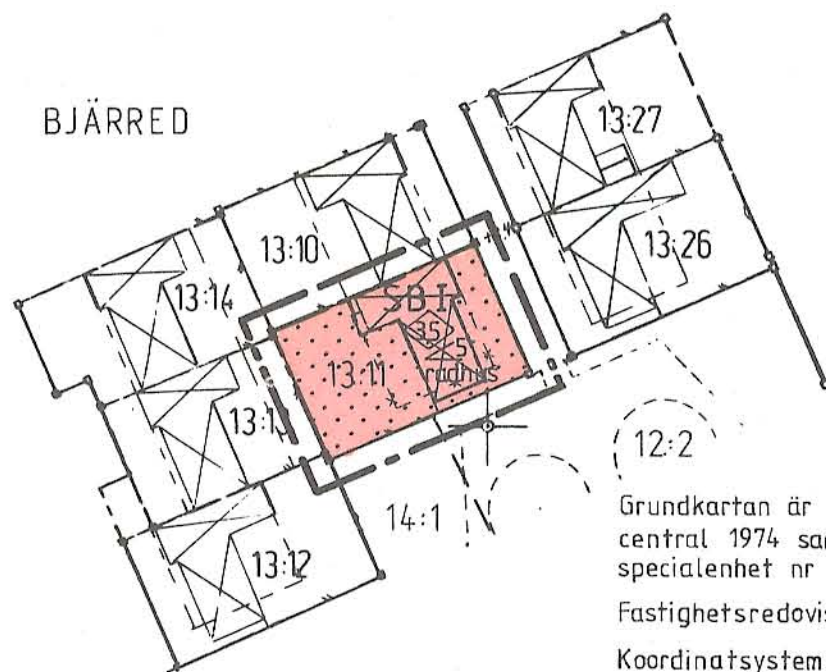 BJÄRRED
13:27
13:10
13:26
13:14
SB I
35
5
13:11
radhus
13:1
12:2
14:1
Grundkartan är
central 1974 sa
specialenhet nr
13:12
Fastighetsredovis
Koordinatsystem